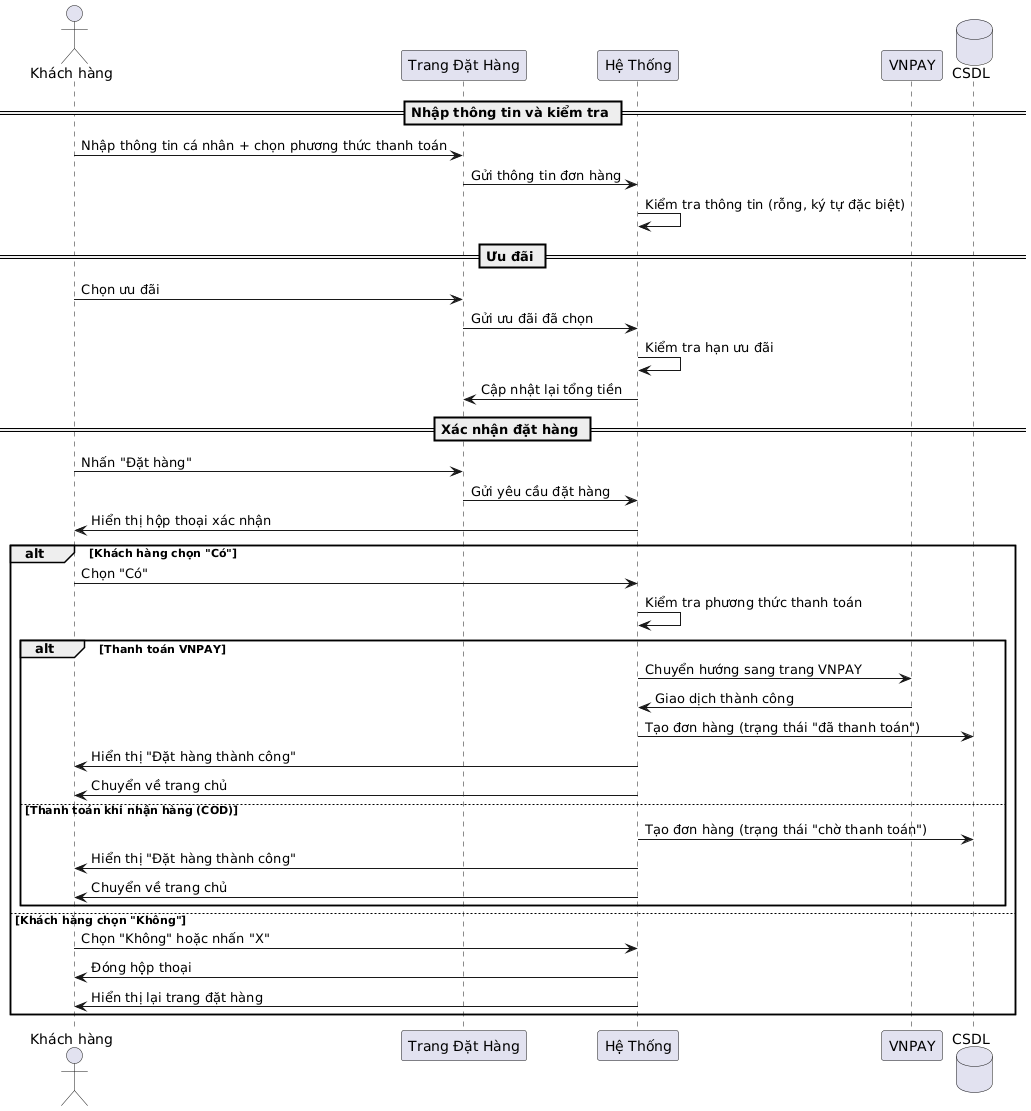 Khách hàng
Trang Đặt Hàng
Hệ Thống
VNPAY
CSDL
Nhập thông tin và kiểm tra
Nhập thông tin cá nhân + chọn phương thức thanh toán
Gửi thông tin đơn hàng
Kiểm tra thông tin (rỗng, ký tự đặc biệt)
Ưu đãi
Chọn ưu đãi
Gửi ưu đãi đã chọn
Kiểm tra hạn ưu đãi
Cập nhật lại tổng tiền
Xác nhận đặt hàng
Nhấn "Đặt hàng"
Gửi yêu cầu đặt hàng
Hiển thị hộp thoại xác nhận
alt [Khách hàng chọn "Có"]
Chọn "Có"
Kiểm tra phương thức thanh toán
alt [Thanh toán VNPAY]
Chuyển hướng sang trang VNPAY
Giao dịch thành công
Tạo đơn hàng (trạng thái "đã thanh toán")
Hiển thị "Đặt hàng thành công"
Chuyển về trang chủ
[Thanh toán khi nhận hàng (COD)]
Tạo đơn hàng (trạng thái "chờ thanh toán")
Hiển thị "Đặt hàng thành công"
Chuyển về trang chủ
[Khách hàng chọn "Không"]
Chọn "Không" hoặc nhấn "X"
Đóng hộp thoại
Hiển thị lại trang đặt hàng
Khách hàng
Trang Đặt Hàng
Hệ Thống
VNPAY
CSDL